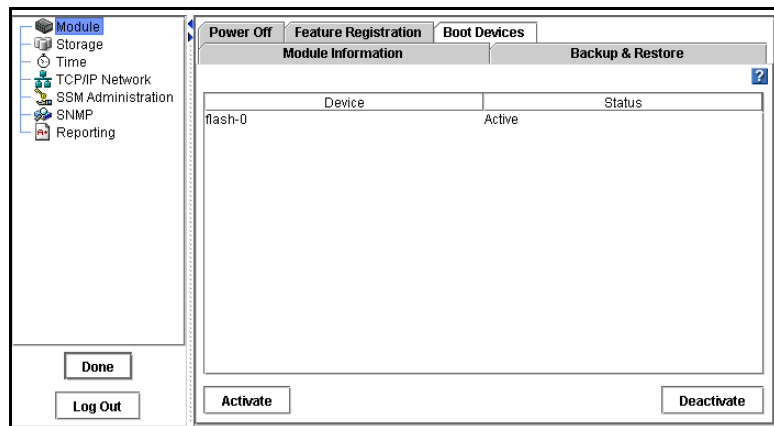 Module
Storage
Time
TCP/IP Network
SSM Administration
SNMP
Reporting
Done
Log Out
Power Off Feature Registration Boot Devices
Module Information Backup & Restore
?
Device Status
flash-0 Active
Activate Deactivate